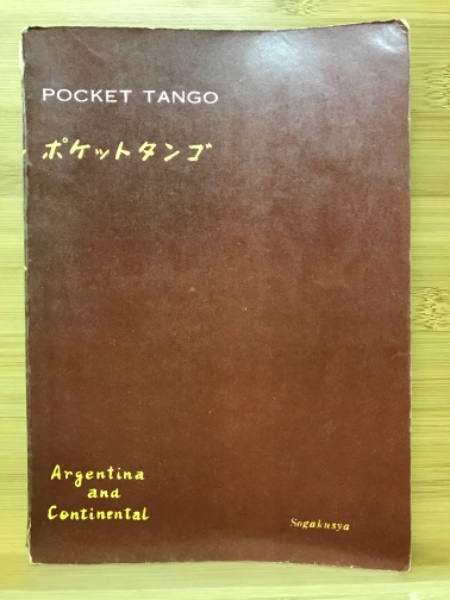 POCKET TANGO
ポケットタンゴ
Argentina
and
Continental
Sogakusya